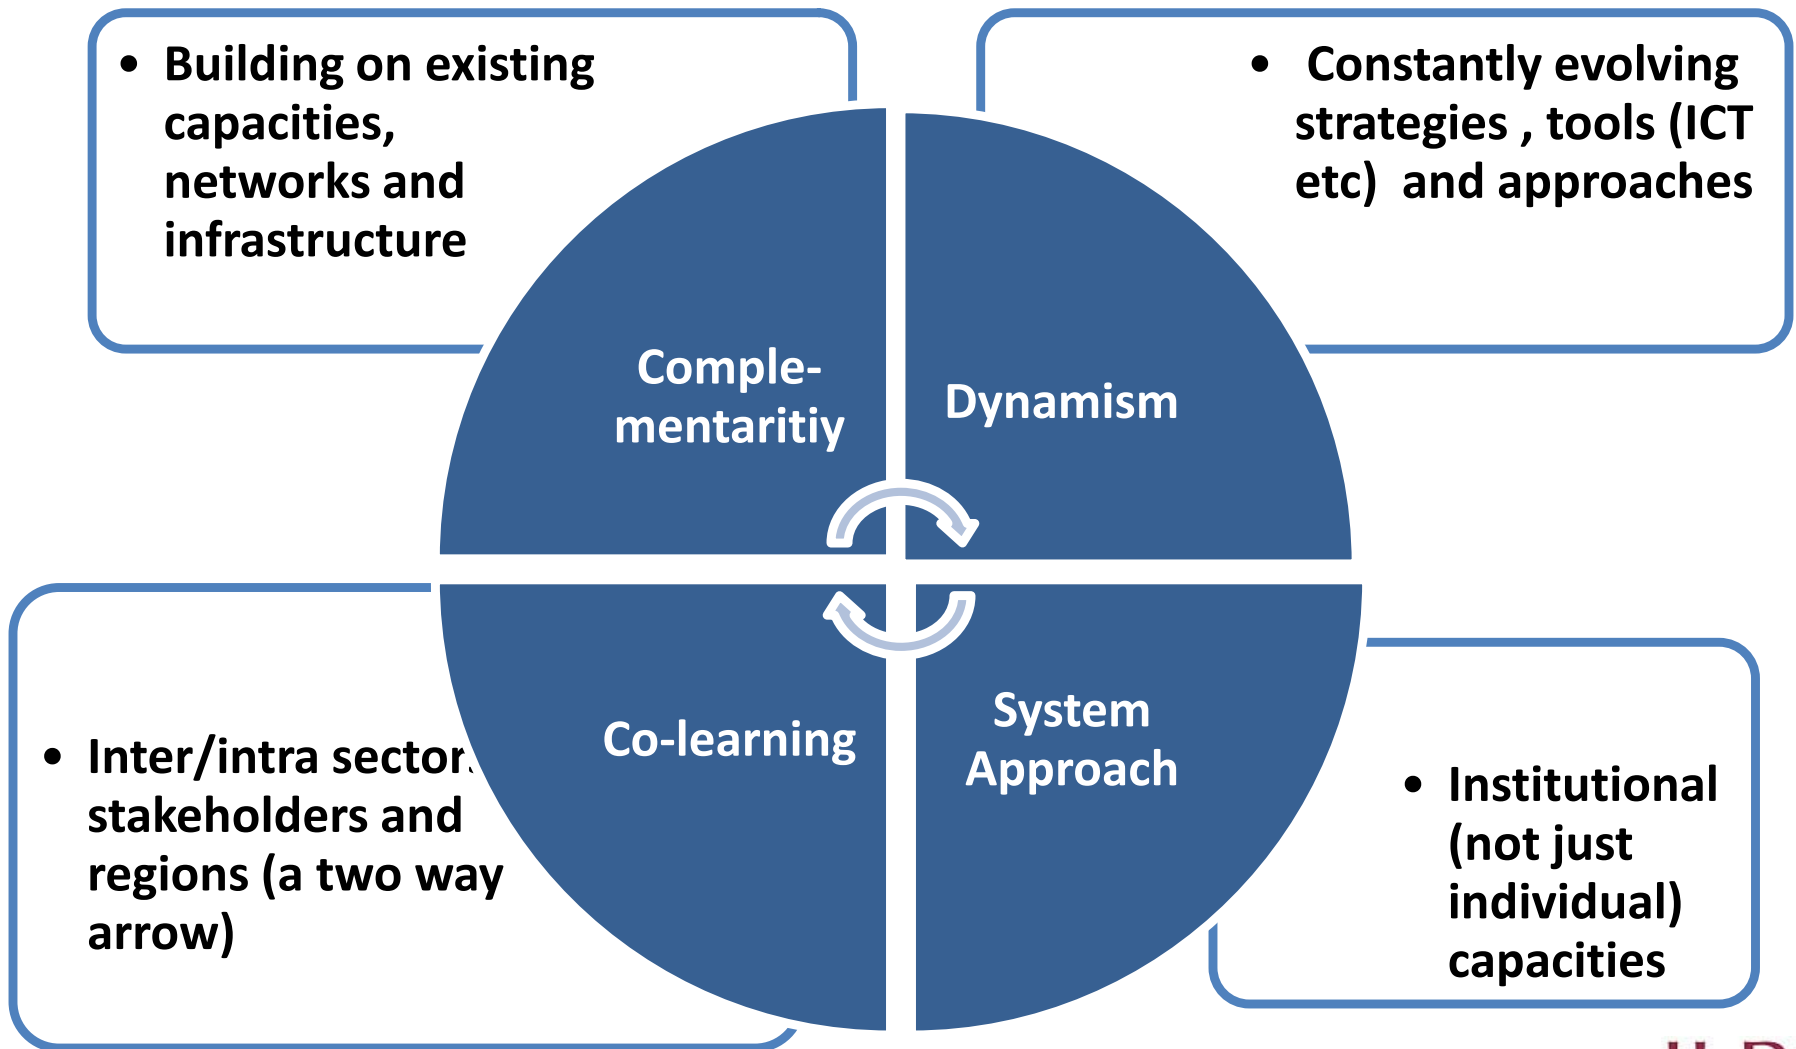 • Building on existing
capacities,
networks and
infrastructure
• Constantly evolving
strategies , tools (ICT
etc) and approaches
Comple-
mentaritiy
Dynamism
Co-learning
System
Approach
• Inter/intra sector
stakeholders and
regions (a two way
arrow)
• Institutional
(not just
individual)
capacities